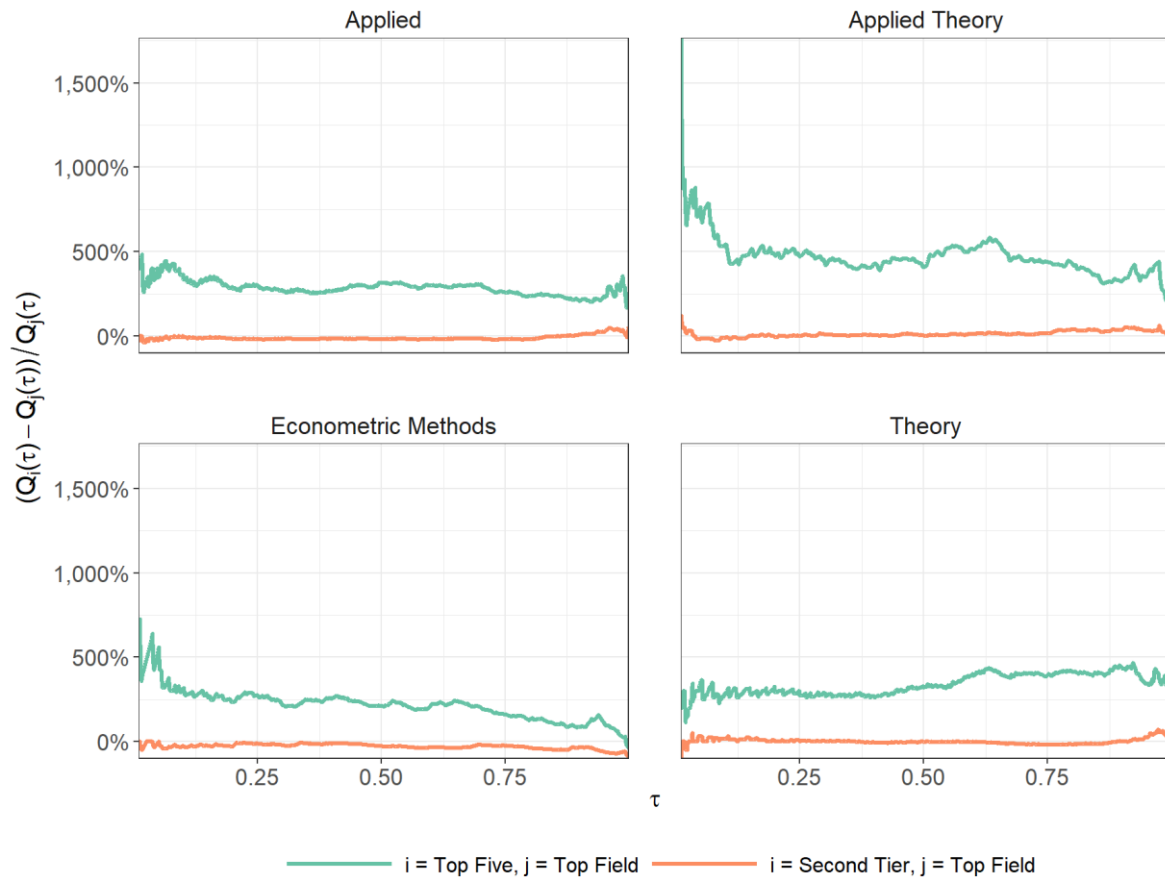 Applied
Applied Theory
1,500%
1,000%
500%
0%
(Qᵢ(τ) − Qⱼ(τ)) / Qⱼ(τ)
Econometric Methods
Theory
1,500%
1,000%
500%
0%
0.25 0.50 0.75
0.25 0.50 0.75
τ
i = Top Five, j = Top Field
i = Second Tier, j = Top Field